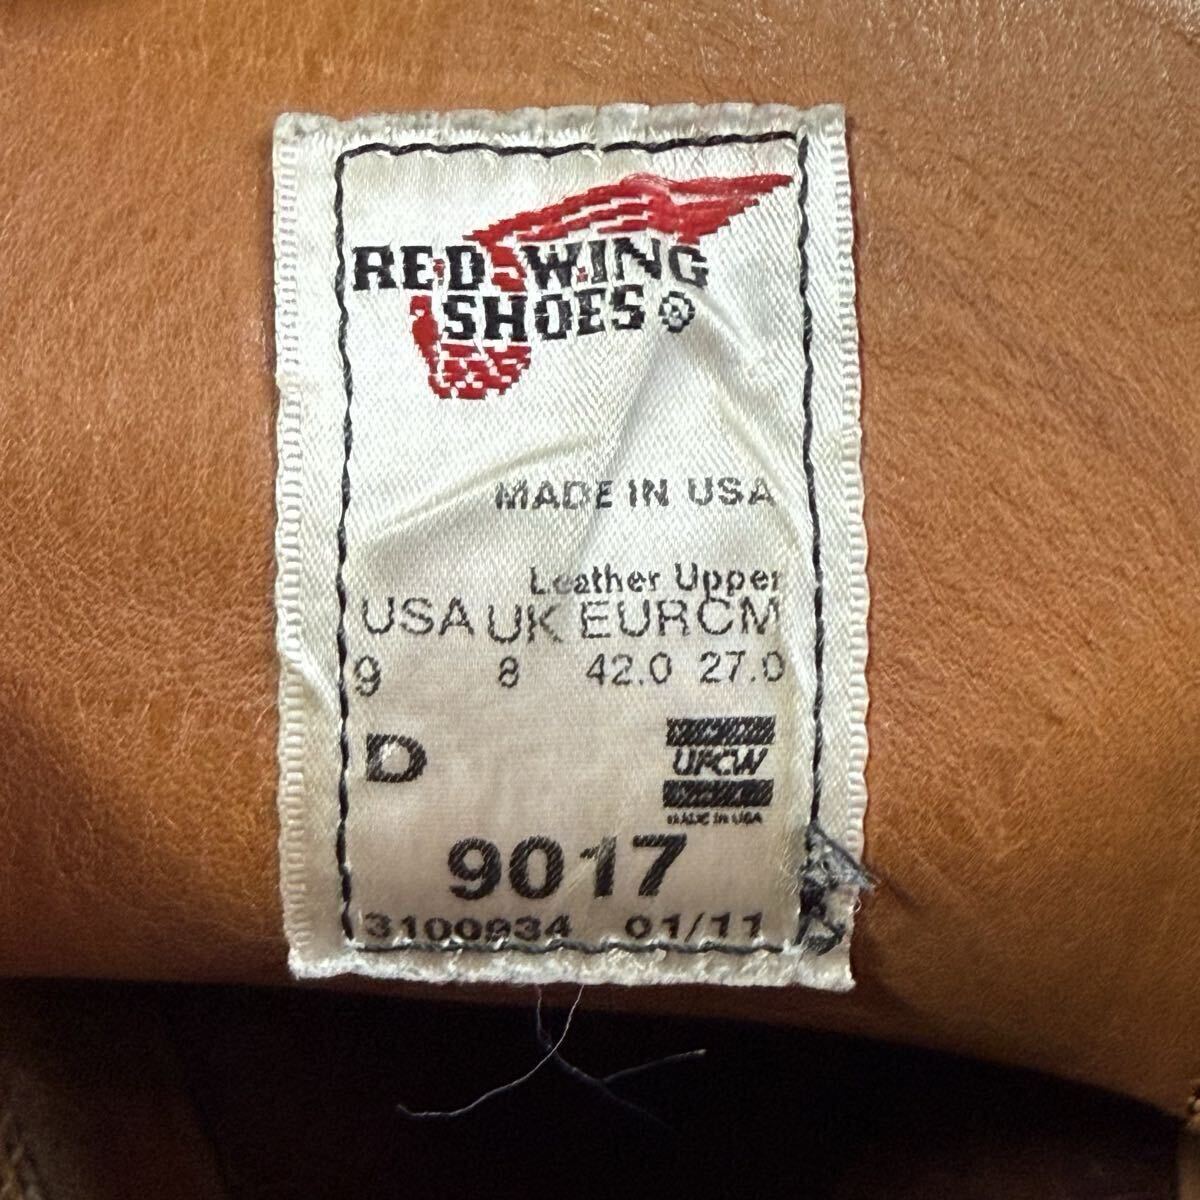 RED WING
SHOES ®
MADE IN USA
Leather Upper
USA UK EUR CM
9 8 42.0 27.0
D
UFCW
MADE IN USA
9017
3100934 01/11